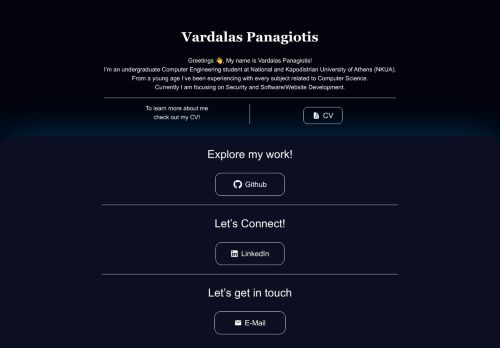 Vardalas Panagiotis
Greetings 👋, My name is Vardalas Panagiotis!
I'm an undergraduate Computer Engineering student at National and Kapodistrian University of Athens (NKUA).
From a young age I've been experiencing with every subject related to Computer Science.
Currently I am focusing on Security and Software/Website Development.
To learn more about me
check out my CV!
CV
Explore my work!
Github
Let's Connect!
LinkedIn
Let's get in touch
E-Mail